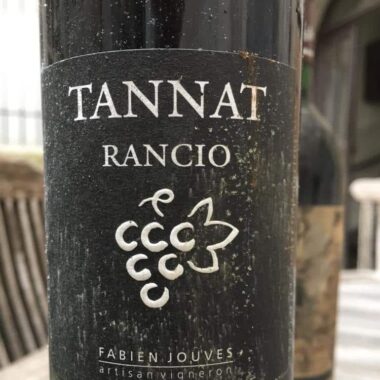 TANNAT
RANCIO
FABIEN JOUVES
artisan vigneron